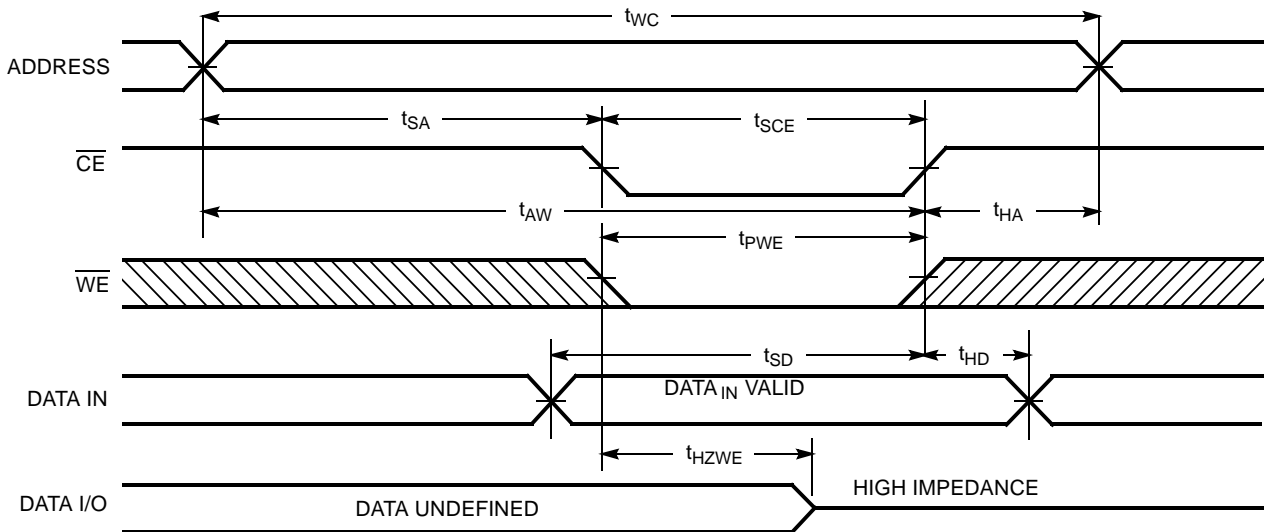 tWC
ADDRESS
tSA tSCE
CE
tAW tHA
tPWE
WE
tSD tHD
DATA IN DATA IN VALID
tHZWE
DATA I/O DATA UNDEFINED HIGH IMPEDANCE